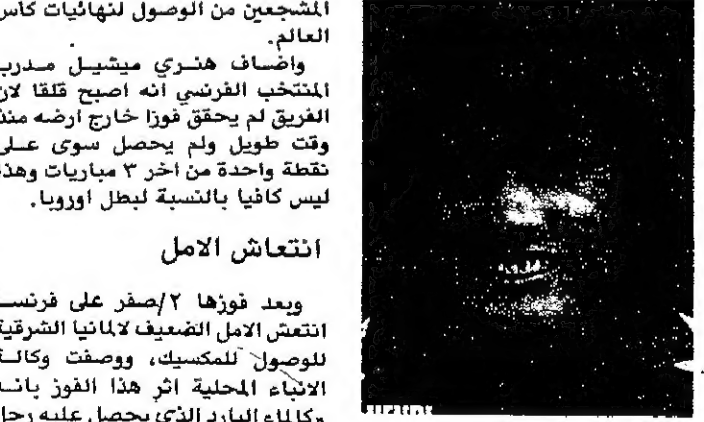 المشجعين من الوصول لنهائيات كأس
العالم.
واضاف هنري ميشيل مدرب
المنتخب الفرنسي انه اصبح قلقا لان
الفريق لم يحقق فوزا خارج ارضه منذ
وقت طويل ولم يحصل سوى على
نقطة واحدة من اخر ٣ مباريات وهذا
ليس كافيا بالنسبة لبطل اوروبا.
انتعاش الامل
وبعد فوزها ٢/صفر على فرنسا
انتعش الامل الضعيف لالمانيا الشرقية
للوصول للمكسيك، ووصفت وكالة
الانباء المحلية اثر هذا الفوز بانه
كالماء البارد الذي يحصل عليه رجل